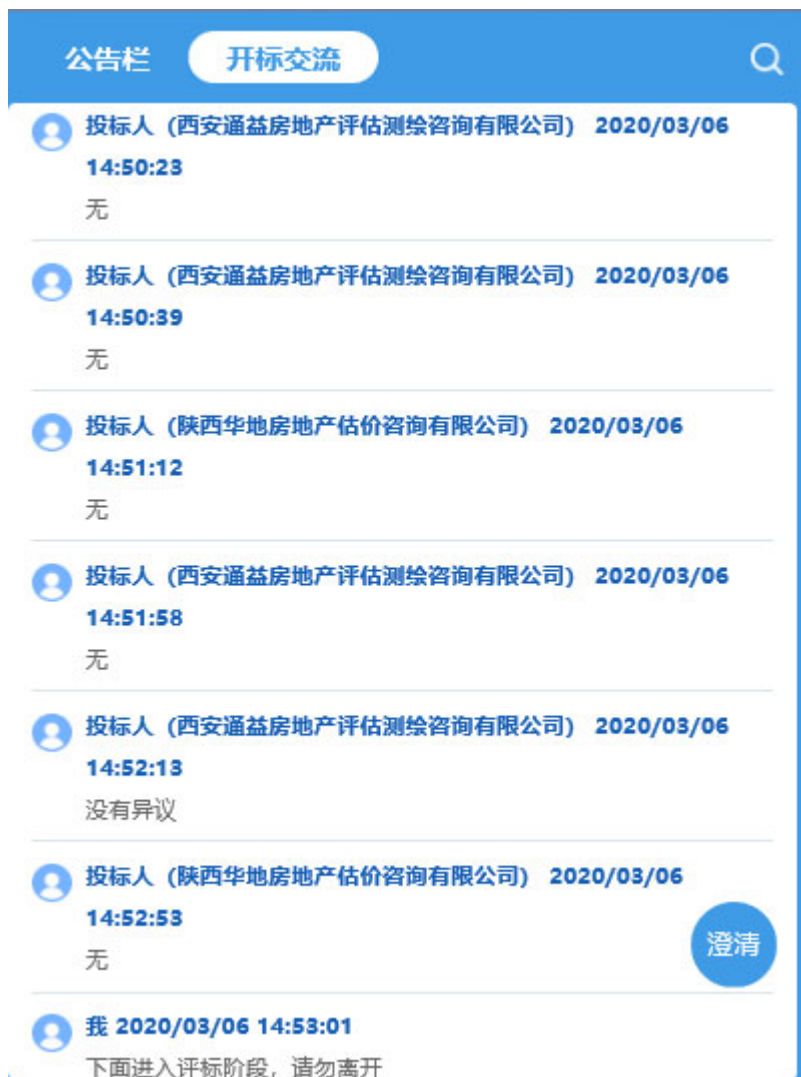 公告栏 开标交流
投标人（西安通益房地产评估测绘咨询有限公司） 2020/03/06
14:50:23
无
投标人（西安通益房地产评估测绘咨询有限公司） 2020/03/06
14:50:39
无
投标人（陕西华地房地产估价咨询有限公司） 2020/03/06
14:51:12
无
投标人（西安通益房地产评估测绘咨询有限公司） 2020/03/06
14:51:58
无
投标人（西安通益房地产评估测绘咨询有限公司） 2020/03/06
14:52:13
没有异议
投标人（陕西华地房地产估价咨询有限公司） 2020/03/06
14:52:53
无
澄清
我 2020/03/06 14:53:01
下面进入评标阶段，请勿离开